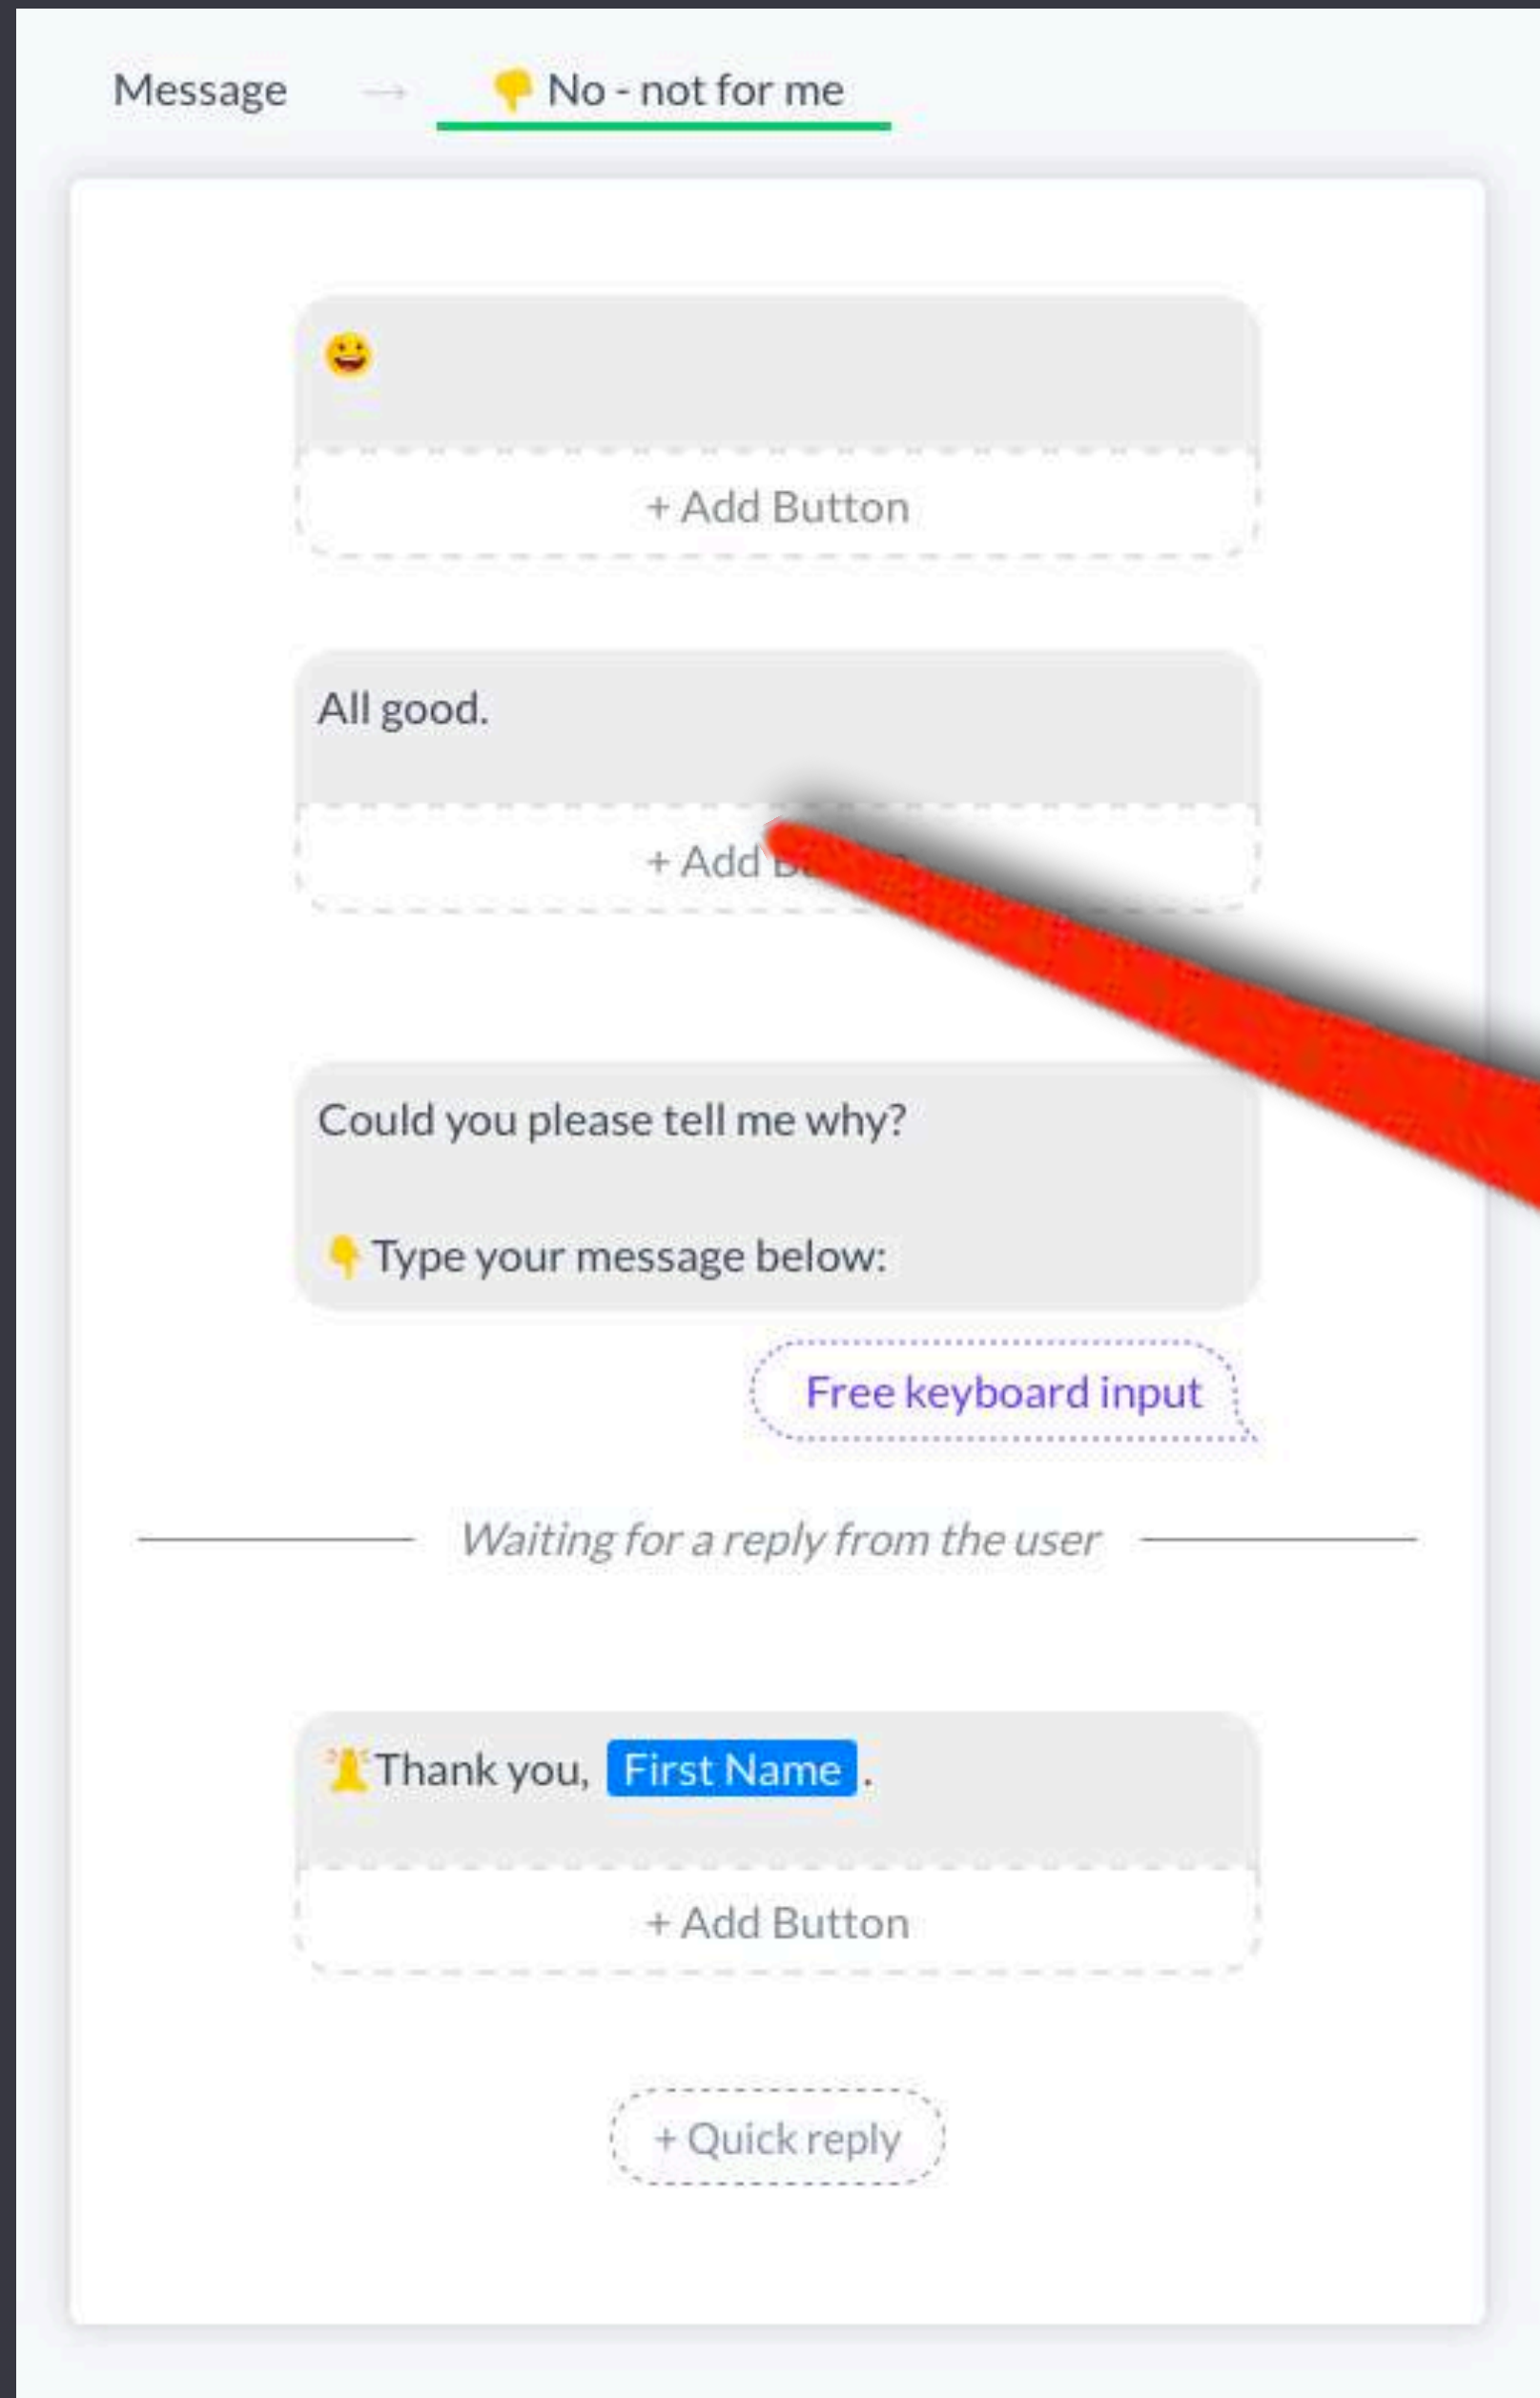 Message → 👎 No - not for me
😀
+ Add Button
All good.
+ Add
Could you please tell me why?
👇 Type your message below:
Free keyboard input
Waiting for a reply from the user
Thank you, First Name .
+ Add Button
+ Quick reply